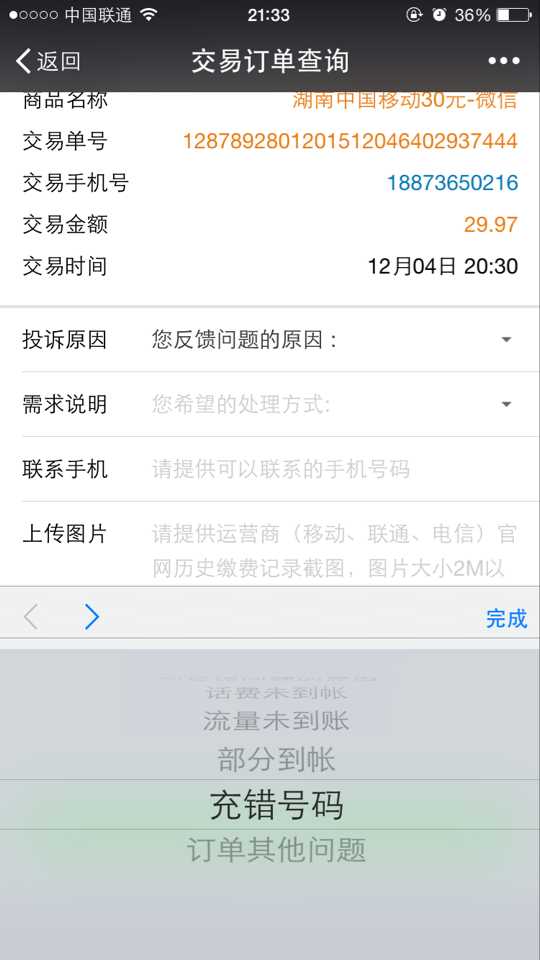 中国联通 21:33 36%
返回 交易订单查询
商品名称 湖南中国移动30元-微信
交易单号 1287892801201512046402937444
交易手机号 18873650216
交易金额 29.97
交易时间 12月04日 20:30
投诉原因 您反馈问题的原因：
需求说明 您希望的处理方式:
联系手机 请提供可以联系的手机号码
上传图片 请提供运营商（移动、联通、电信）官
网历史缴费记录截图，图片大小2M以
完成
话费未到帐
流量未到账
部分到帐
充错号码
订单其他问题